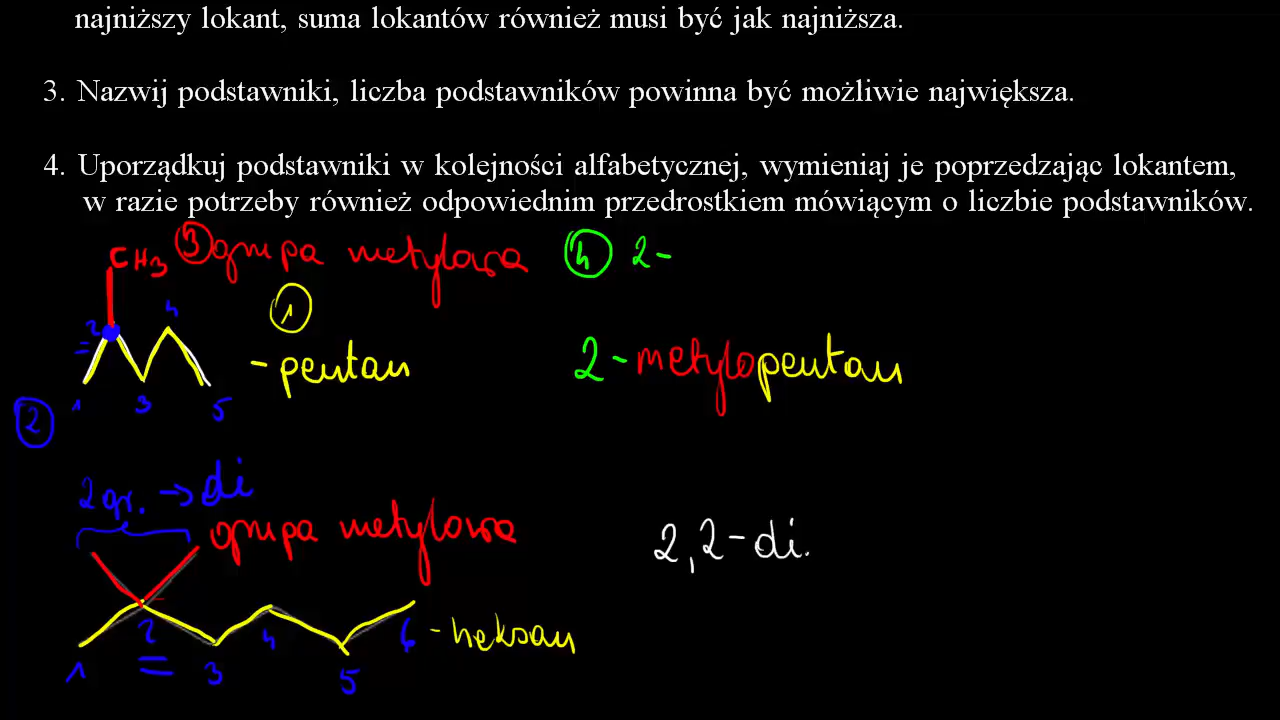 najniższy lokant, suma lokantów również musi być jak najniższa.
3. Nazwij podstawniki, liczba podstawników powinna być możliwie największa.
4. Uporządkuj podstawniki w kolejności alfabetycznej, wymieniaj je poprzedzając lokantem,
w razie potrzeby również odpowiednim przedrostkiem mówiącym o liczbie podstawników.
CH3 3 grupa metylowa 4 2-
1
2 4
- pentan 2-metylopentan
1 3 5
2
2 gr. → di
grupa metylowa
2,2-di.
1 2 3 4 5 6 - heksan